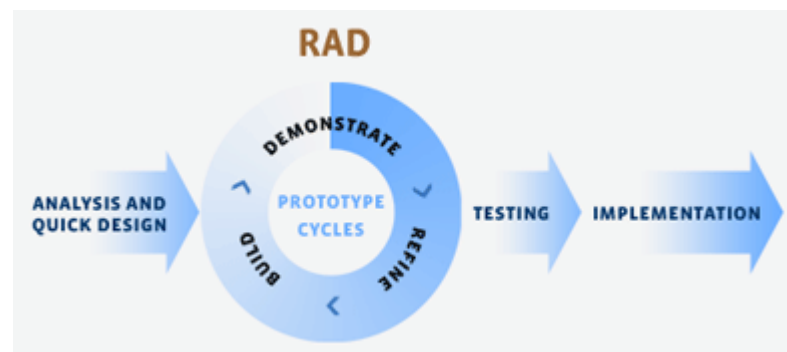 RAD
DEMONSTRATE
ANALYSIS AND
QUICK DESIGN
PROTOTYPE
CYCLES
TESTING
IMPLEMENTATION
BUILD
REFINE